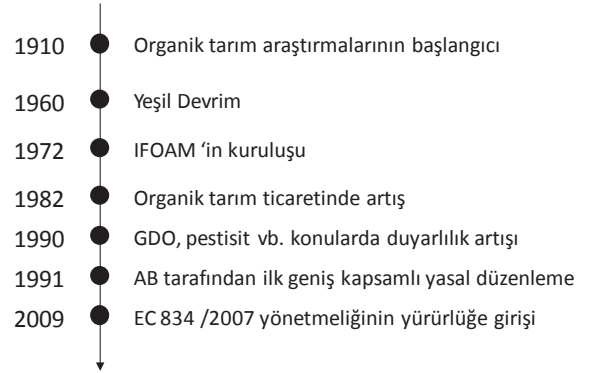 1910 Organik tarım araştırmalarının başlangıcı
1960 Yeşil Devrim
1972 IFOAM ‘in kuruluşu
1982 Organik tarım ticaretinde artış
1990 GDO, pestisit vb. konularda duyarlılık artışı
1991 AB tarafından ilk geniş kapsamlı yasal düzenleme
2009 EC 834 /2007 yönetmeliğinin yürürlüğe girişi